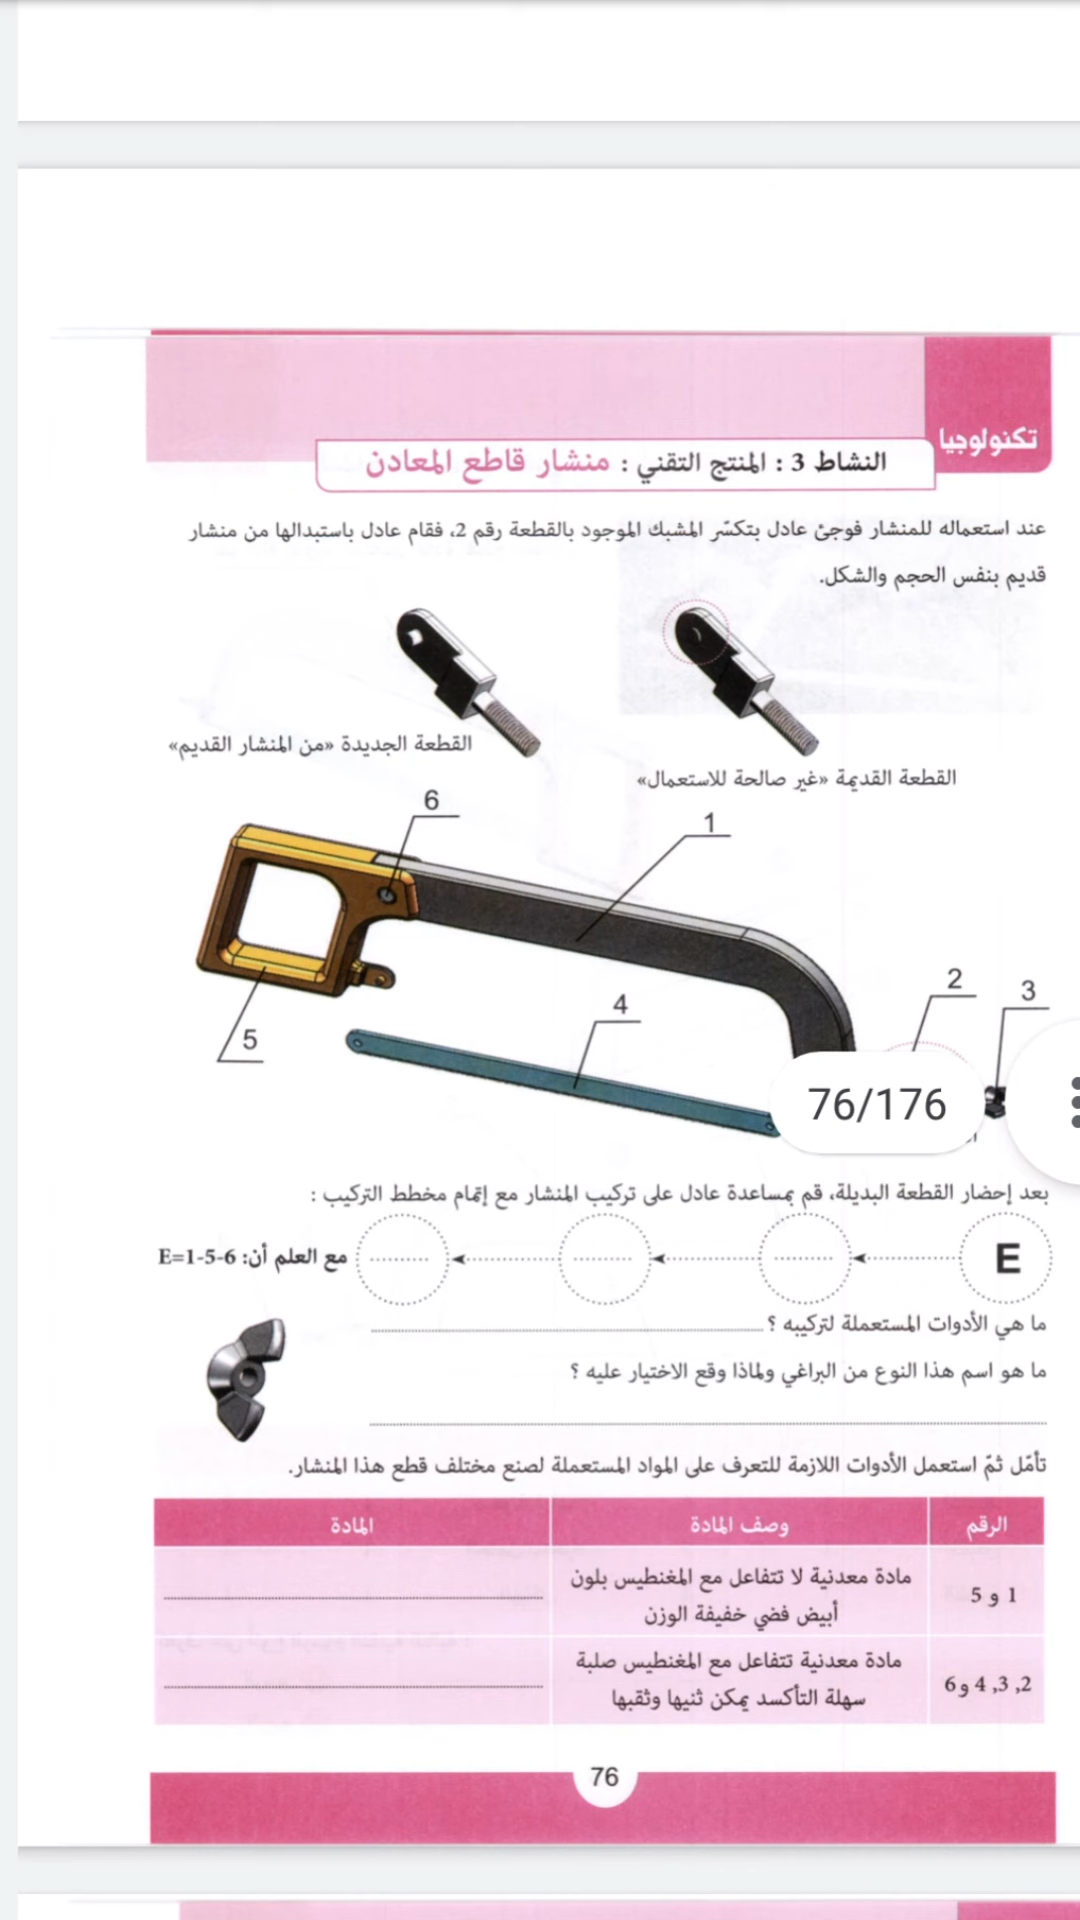 تكنولوجيا
النشاط 3 : المنتج التقني : منشار قاطع المعادن
عند استعماله للمنشار فوجئ عادل بتكسّر المشبك الموجود بالقطعة رقم 2، فقام عادل باستبدالها من منشار
قديم بنفس الحجم والشكل.
القطعة الجديدة «من المنشار القديم»
القطعة القديمة «غير صالحة للاستعمال»
6
1
2
3
4
5
76/176
بعد إحضار القطعة البديلة، قم بمساعدة عادل على تركيب المنشار مع إتمام مخطط التركيب :
E
مع العلم أن: E=1-5-6
ما هي الأدوات المستعملة لتركيبه ؟
ما هو اسم هذا النوع من البراغي ولماذا وقع الاختيار عليه ؟
تأمّل ثمّ استعمل الأدوات اللازمة للتعرف على المواد المستعملة لصنع مختلف قطع هذا المنشار.
الرقم وصف المادة المادة
1 و 5
مادة معدنية لا تتفاعل مع المغنطيس بلون
أبيض فضي خفيفة الوزن
2, 3, 4 و6
مادة معدنية تتفاعل مع المغنطيس صلبة
سهلة التأكسد يمكن ثنيها وثقبها
76